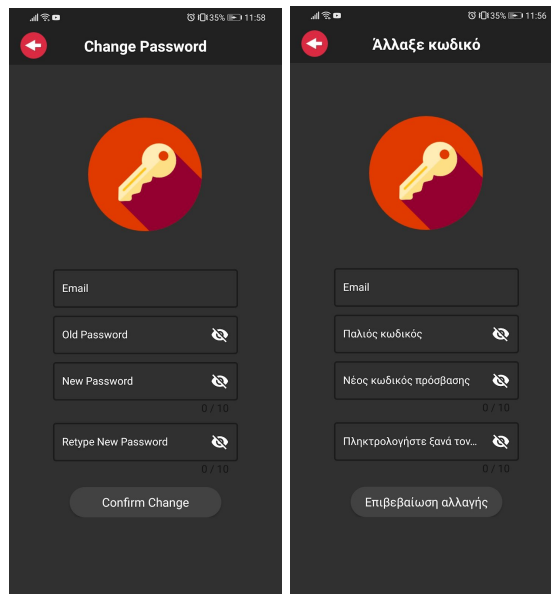 35% 11:58
Change Password
Email
Old Password
New Password
0 / 10
Retype New Password
0 / 10
Confirm Change
35% 11:56
Άλλαξε κωδικό
Email
Παλιός κωδικός
Νέος κωδικός πρόσβασης
0 / 10
Πληκτρολογήστε ξανά τον...
0 / 10
Επιβεβαίωση αλλαγής